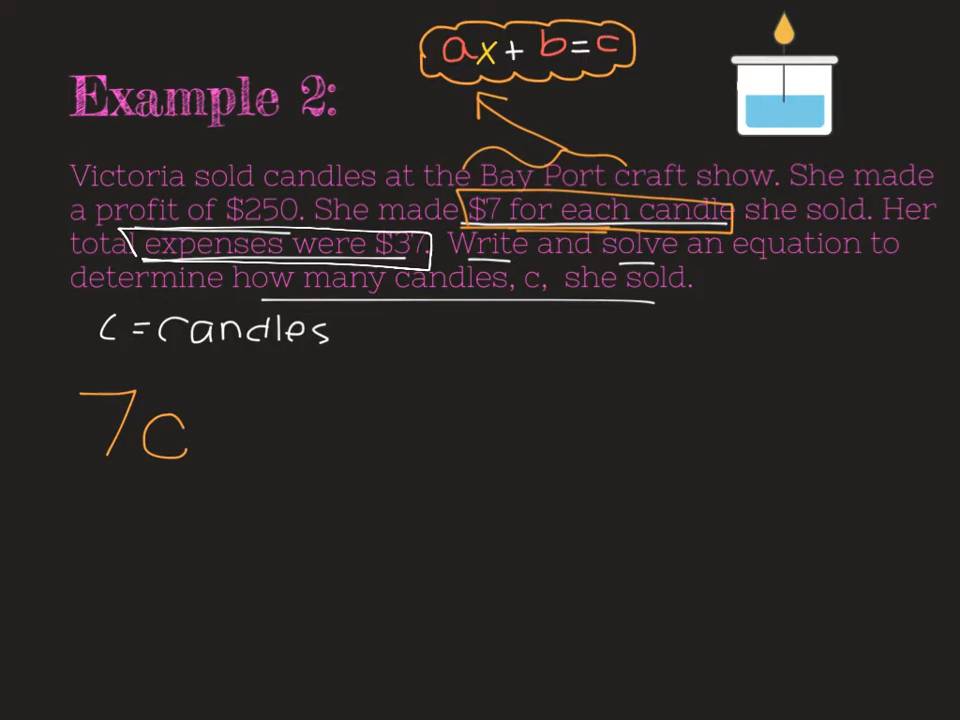 ax + b = c
Example 2:
Victoria sold candles at the Bay Port craft show. She made
a profit of $250. She made $7 for each candle she sold. Her
total expenses were $37. Write and solve an equation to
determine how many candles, c, she sold.
c = candles
7c